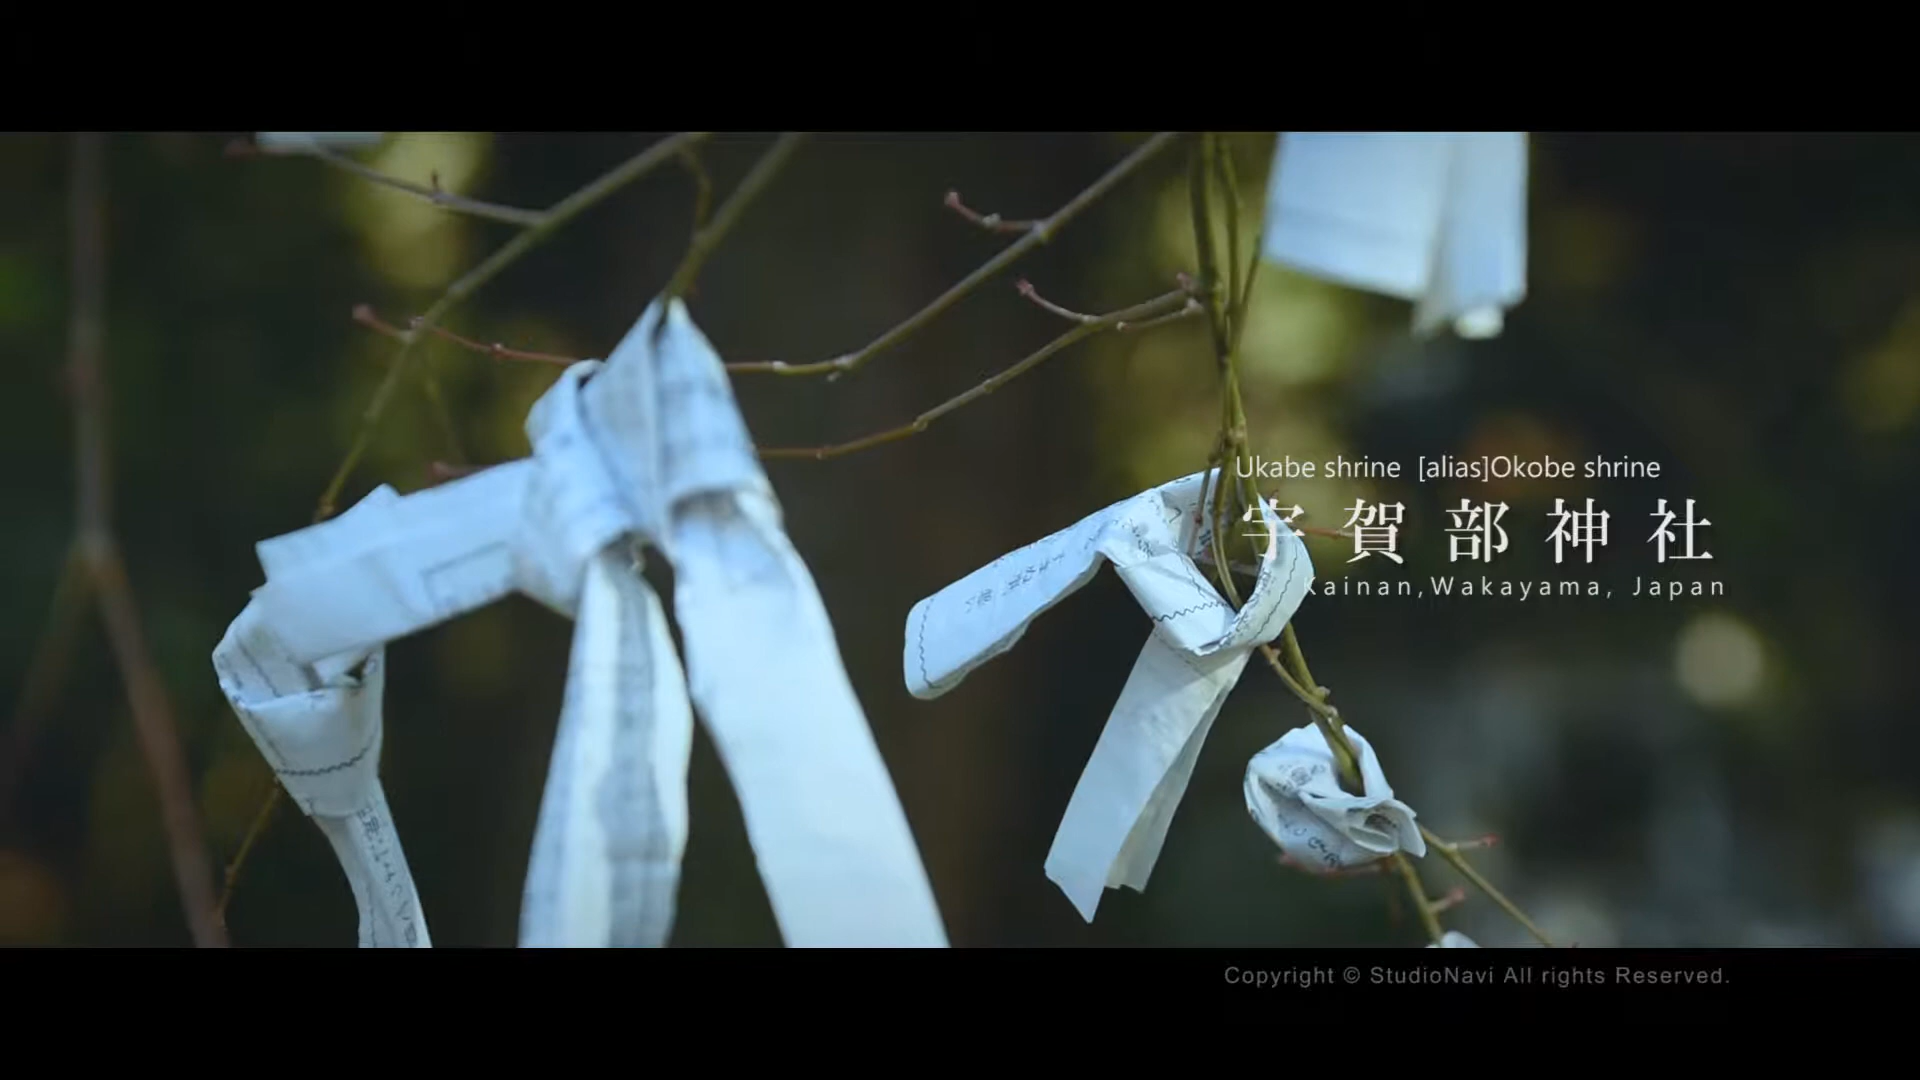 Ukabe shrine [alias]Okobe shrine
宇賀部神社
Kainan,Wakayama, Japan
Copyright © StudioNavi All rights Reserved.